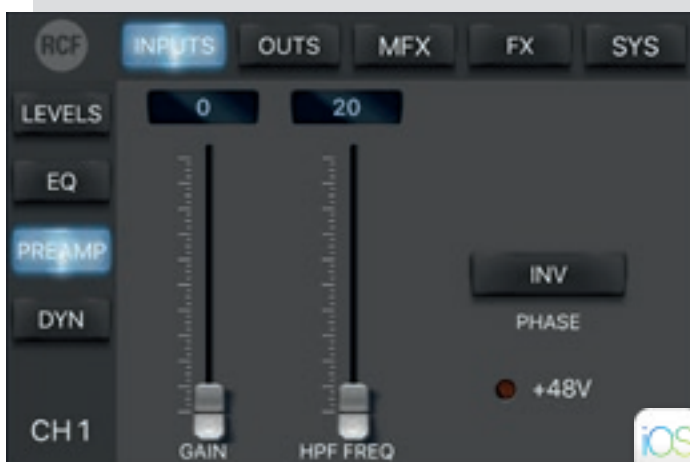 RCF INPUTS OUTS MFX FX SYS
LEVELS 0 20
EQ
PREAMP
INV
DYN PHASE
+48V
CH 1
GAIN HPF FREQ
iOS